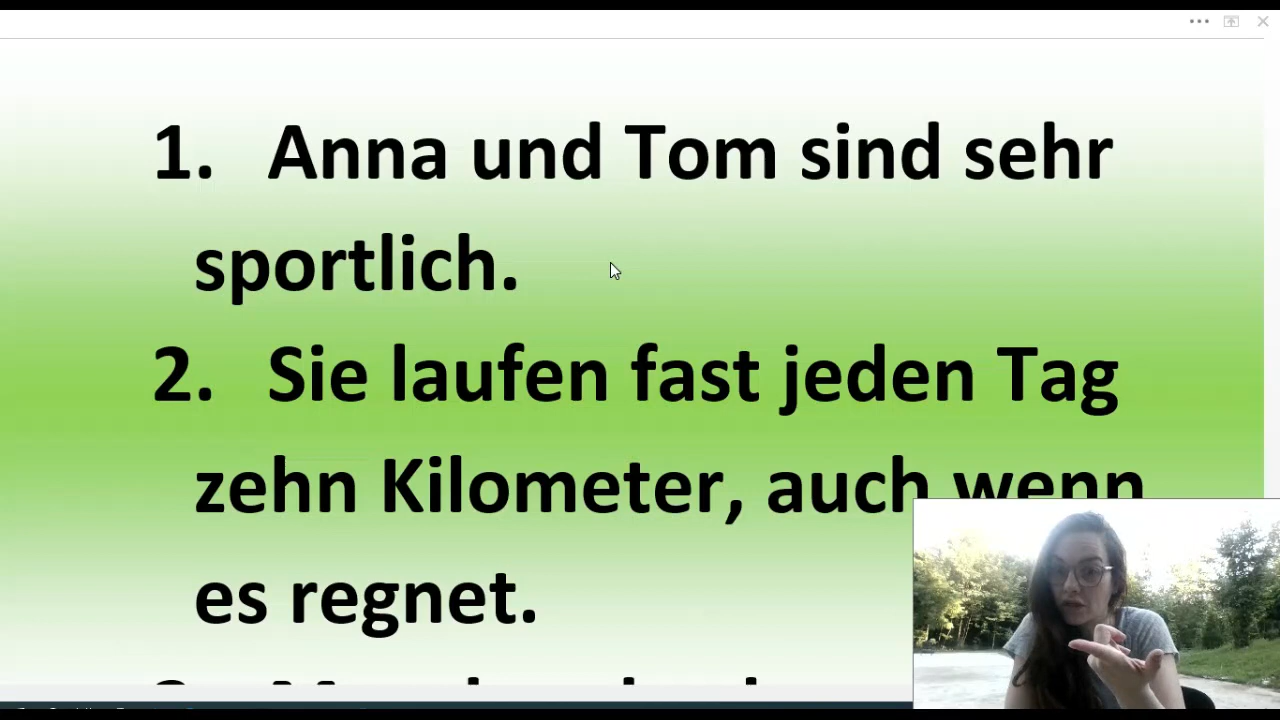 1. Anna und Tom sind sehr
sportlich.
2. Sie laufen fast jeden Tag
zehn Kilometer, auch wenn
es regnet.